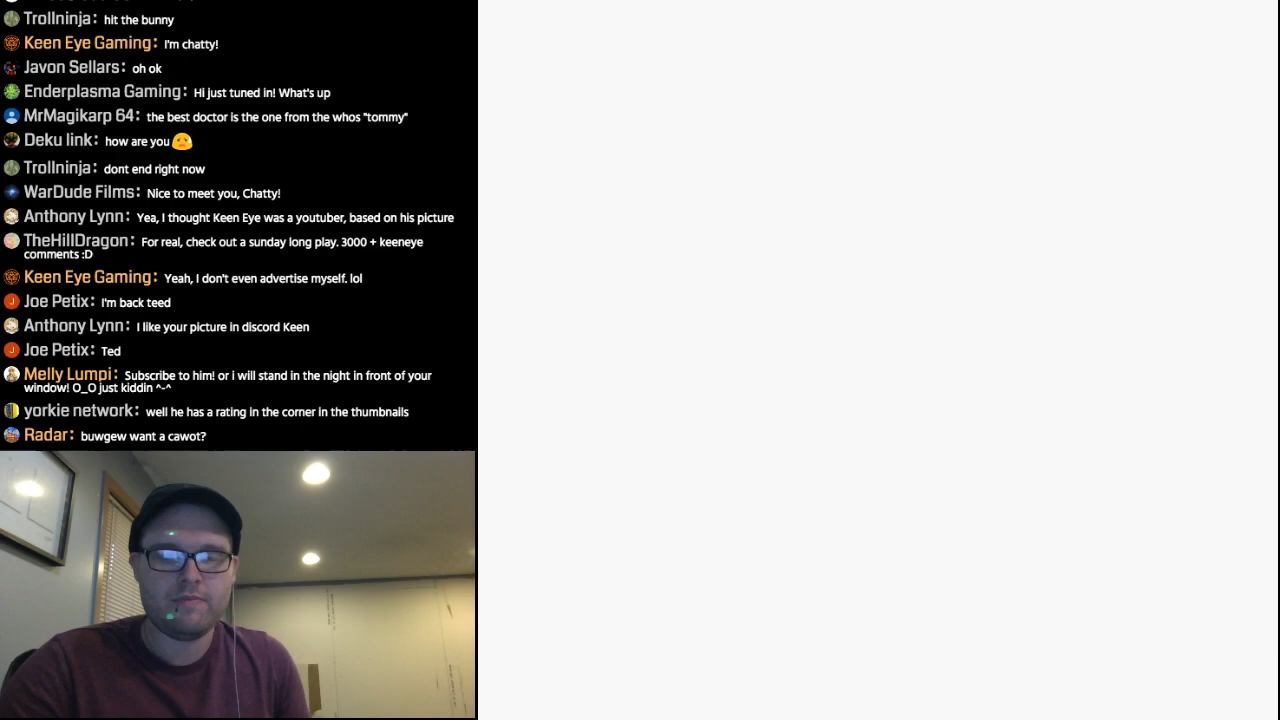 Trollninja: hit the bunny
Keen Eye Gaming: I'm chatty!
Javon Sellars: oh ok
Enderplasma Gaming: Hi just tuned in! What's up
MrMagikarp 64: the best doctor is the one from the whos "tommy"
Deku link: how are you
Trollninja: dont end right now
WarDude Films: Nice to meet you, Chatty!
Anthony Lynn: Yea, I thought Keen Eye was a youtuber, based on his picture
TheHillDragon: For real, check out a sunday long play. 3000 + keeneye
comments :D
Keen Eye Gaming: Yeah, I don't even advertise myself. lol
J
Joe Petix: I'm back teed
Anthony Lynn: I like your picture in discord Keen
J
Joe Petix: Ted
Melly Lumpi: Subscribe to him! or i will stand in the night in front of your
window! O_O just kiddin ^-^
yorkie network: well he has a rating in the corner in the thumbnails
Radar: buwgew want a cawot?